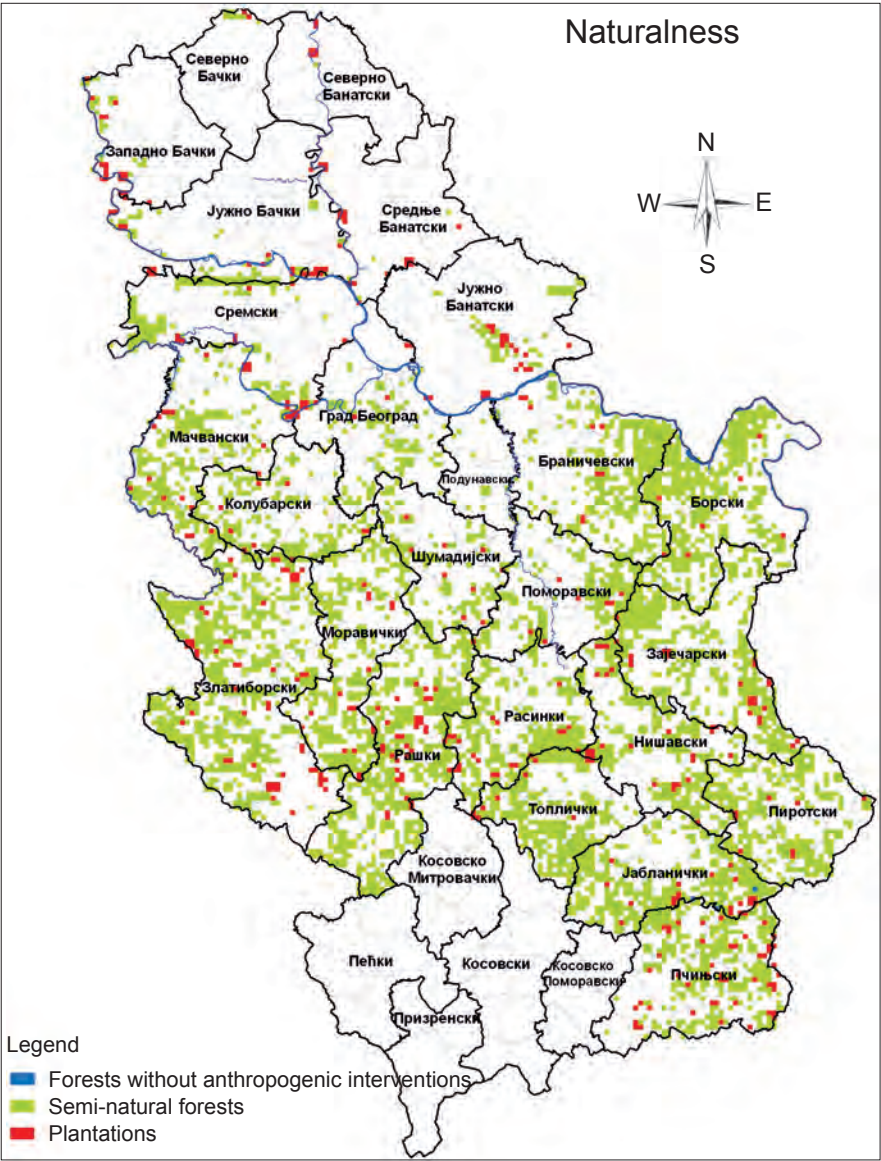 Naturalness
Северно
Бачки
Северно
Банатски
N
W
E
S
Западно Бачки
Јужно Бачки
Средње
Банатски
Јужно
Банатски
Сремски
Град Београд
Мачвански
Подунавски
Браничевски
Борски
Колубарски
Шумадијски
Поморавски
Моравички
Зајечарски
Златиборски
Расинки
Нишавски
Рашки
Топлички
Пиротски
Косовско
Митровачки
Јабланички
Пећки
Косовски
Косовско
Поморавски
Пчињски
Призренски
Legend
Forests without anthropogenic interventions
Semi-natural forests
Plantations